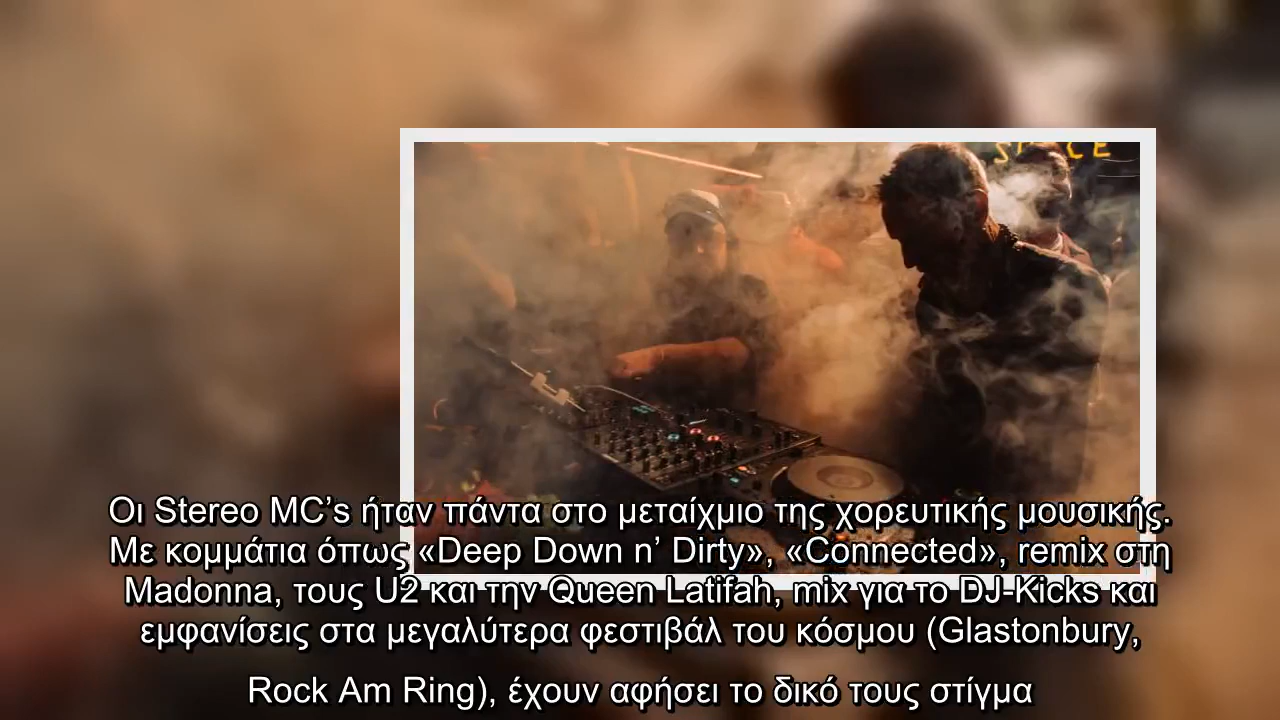 Οι Stereo MC’s ήταν πάντα στο μεταίχμιο της χορευτικής μουσικής.
Με κομμάτια όπως «Deep Down n’ Dirty», «Connected», remix στη
Madonna, τους U2 και την Queen Latifah, mix για το DJ-Kicks και
εμφανίσεις στα μεγαλύτερα φεστιβάλ του κόσμου (Glastonbury,
Rock Am Ring), έχουν αφήσει το δικό τους στίγμα